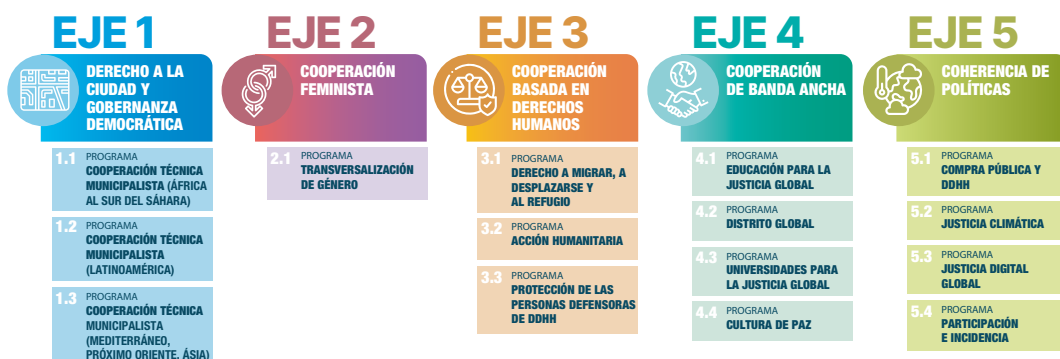 EJE 1
DERECHO A LA
CIUDAD Y
GOBERNANZA
DEMOCRÁTICA
1.1 PROGRAMA
COOPERACIÓN TÉCNICA
MUNICIPALISTA (ÁFRICA
AL SUR DEL SÁHARA)
1.2 PROGRAMA
COOPERACIÓN TÉCNICA
MUNICIPALISTA
(LATINOAMÉRICA)
1.3 PROGRAMA
COOPERACIÓN TÉCNICA
MUNICIPALISTA
(MEDITERRÁNEO,
PRÓXIMO ORIENTE, ÁSIA)
EJE 2
COOPERACIÓN
FEMINISTA
2.1 PROGRAMA
TRANSVERSALIZACIÓN
DE GÉNERO
EJE 3
COOPERACIÓN
BASADA EN
DERECHOS
HUMANOS
3.1 PROGRAMA
DERECHO A MIGRAR, A
DESPLAZARSE Y
AL REFUGIO
3.2 PROGRAMA
ACCIÓN HUMANITARIA
3.3 PROGRAMA
PROTECCIÓN DE LAS
PERSONAS DEFENSORAS
DE DDHH
EJE 4
COOPERACIÓN
DE BANDA ANCHA
4.1 PROGRAMA
EDUCACIÓN PARA LA
JUSTICIA GLOBAL
4.2 PROGRAMA
DISTRITO GLOBAL
4.3 PROGRAMA
UNIVERSIDADES PARA
LA JUSTICIA GLOBAL
4.4 PROGRAMA
CULTURA DE PAZ
EJE 5
COHERENCIA DE
POLÍTICAS
5.1 PROGRAMA
COMPRA PÚBLICA Y
DDHH
5.2 PROGRAMA
JUSTICIA CLIMÁTICA
5.3 PROGRAMA
JUSTICIA DIGITAL
GLOBAL
5.4 PROGRAMA
PARTICIPACIÓN
E INCIDENCIA